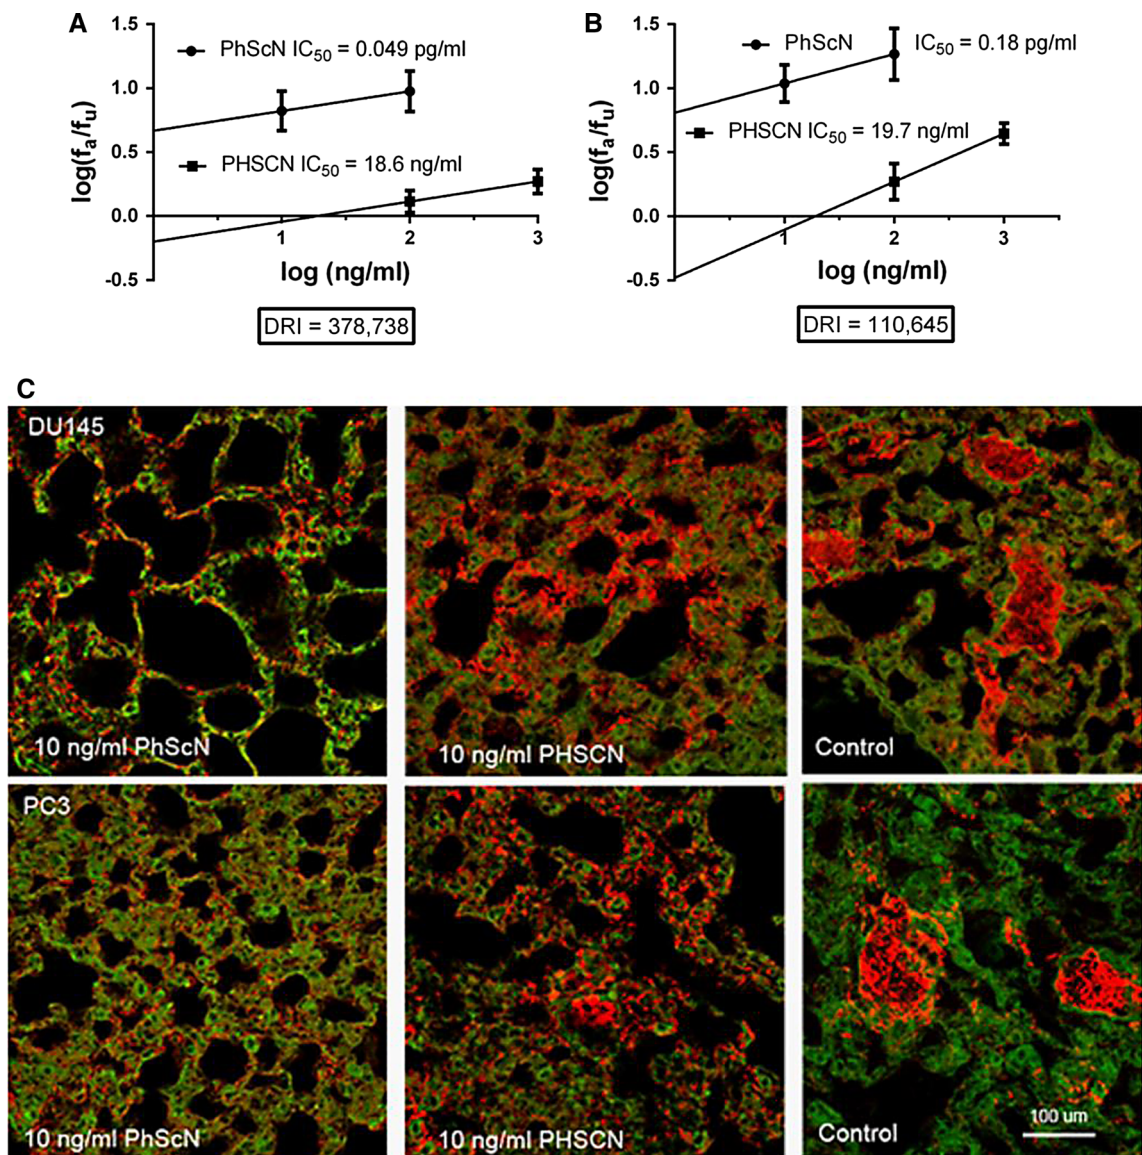 A
1.5
1.0
0.5
0.0
-0.5
log(fa/fu)
PhScN IC50 = 0.049 pg/ml
PHSCN IC50 = 18.6 ng/ml
1 2 3
log (ng/ml)
DRI = 378,738
B
1.5
1.0
0.5
0.0
-0.5
log(fa/fu)
PhScN IC50 = 0.18 pg/ml
PHSCN IC50 = 19.7 ng/ml
1 2 3
log (ng/ml)
DRI = 110,645
C
DU145
10 ng/ml PhScN
10 ng/ml PHSCN
Control
PC3
10 ng/ml PhScN
10 ng/ml PHSCN
Control
100 um